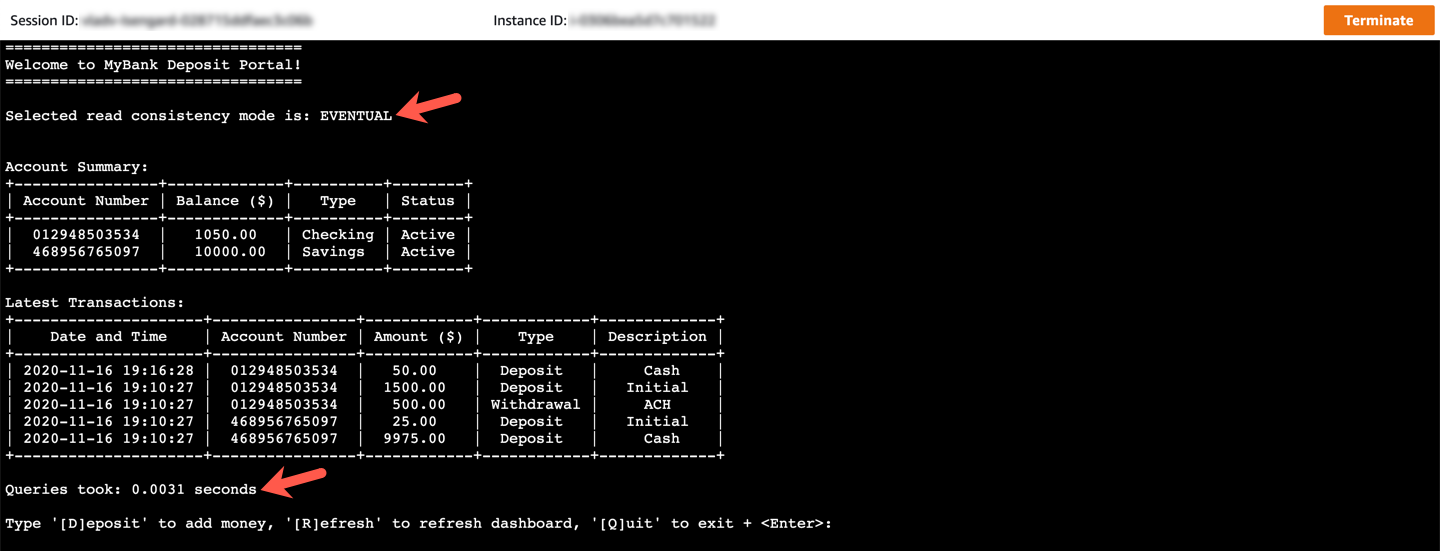 Session ID: Instance ID: Terminate
==================================
Welcome to MyBank Deposit Portal!
==================================
Selected read consistency mode is: EVENTUAL
Account Summary:
+----------------+-------------+----------+--------+
| Account Number | Balance ($) | Type | Status |
+----------------+-------------+----------+--------+
| 012948503534 | 1050.00 | Checking | Active |
| 468956765097 | 10000.00 | Savings | Active |
+----------------+-------------+----------+--------+
Latest Transactions:
+---------------------+----------------+-------------+------------+-------------+
| Date and Time | Account Number | Amount ($) | Type | Description |
+---------------------+----------------+-------------+------------+-------------+
| 2020-11-16 19:16:28 | 012948503534 | 50.00 | Deposit | Cash |
| 2020-11-16 19:10:27 | 012948503534 | 1500.00 | Deposit | Initial |
| 2020-11-16 19:10:27 | 012948503534 | 500.00 | Withdrawal | ACH |
| 2020-11-16 19:10:27 | 468956765097 | 25.00 | Deposit | Initial |
| 2020-11-16 19:10:27 | 468956765097 | 9975.00 | Deposit | Cash |
+---------------------+----------------+-------------+------------+-------------+
Queries took: 0.0031 seconds
Type '[D]eposit' to add money, '[R]efresh' to refresh dashboard, '[Q]uit' to exit + <Enter>: